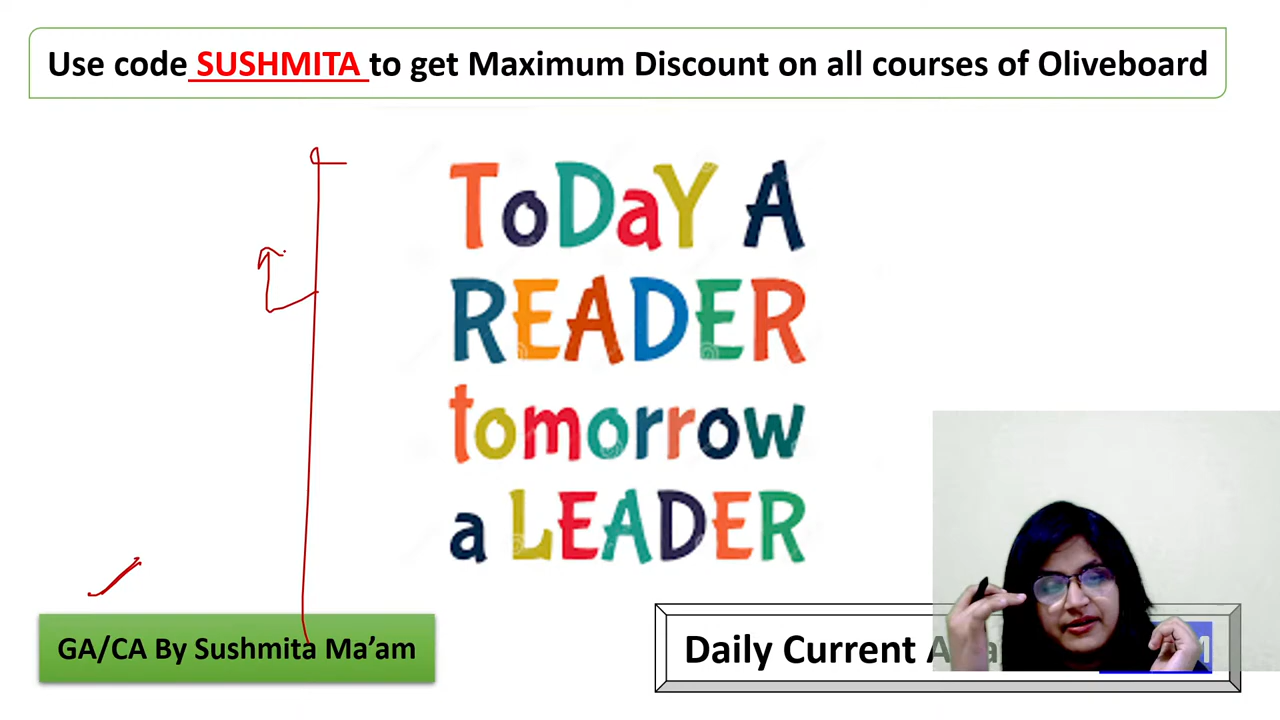 Use code SUSHMITA to get Maximum Discount on all courses of Oliveboard
ToDaY A
READER
tomorrow
a LEADER
GA/CA By Sushmita Ma’am
Daily Current